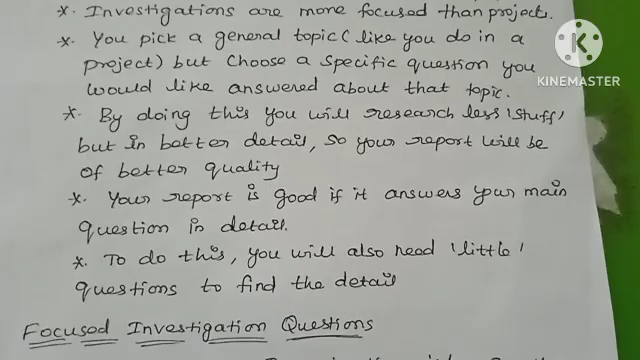 *. Investigations are more focused than projects.
*. You pick a general topic (like you do in a
project) but choose a specific question you
would like answered about that topic.
*. By doing this you will research less 'stuff'
but in better detail, so your report will be
of better quality
*. Your report is good if it answers your main
question in detail.
*. To do this, you will also need 'little'
questions to find the detail
Focused Investigation Questions
KINEMASTER